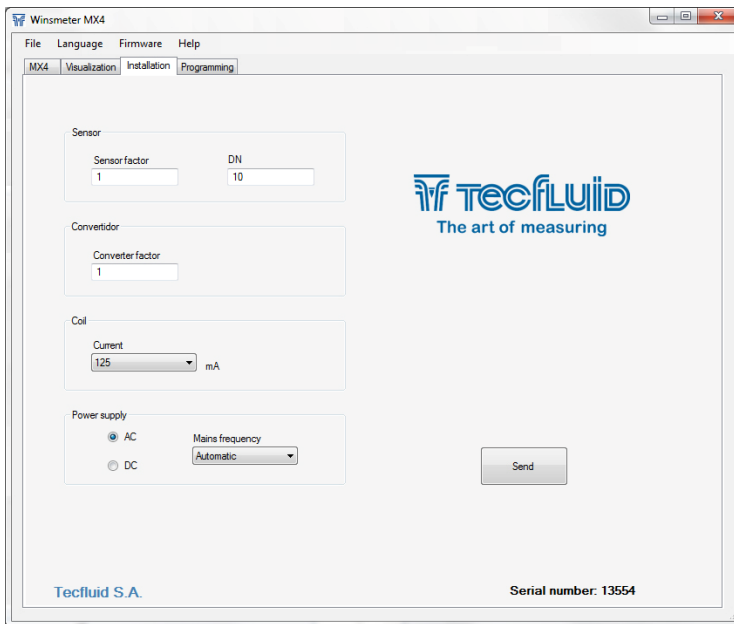 Winsmeter MX4
File Language Firmware Help
MX4 Visualization Installation Programming
Sensor
Sensor factor DN
1 10
TECFLUID
The art of measuring
Convertidor
Converter factor
1
Coil
Current
125 mA
Power supply
AC Mains frequency
Automatic
DC
Send
Tecfluid S.A. Serial number: 13554